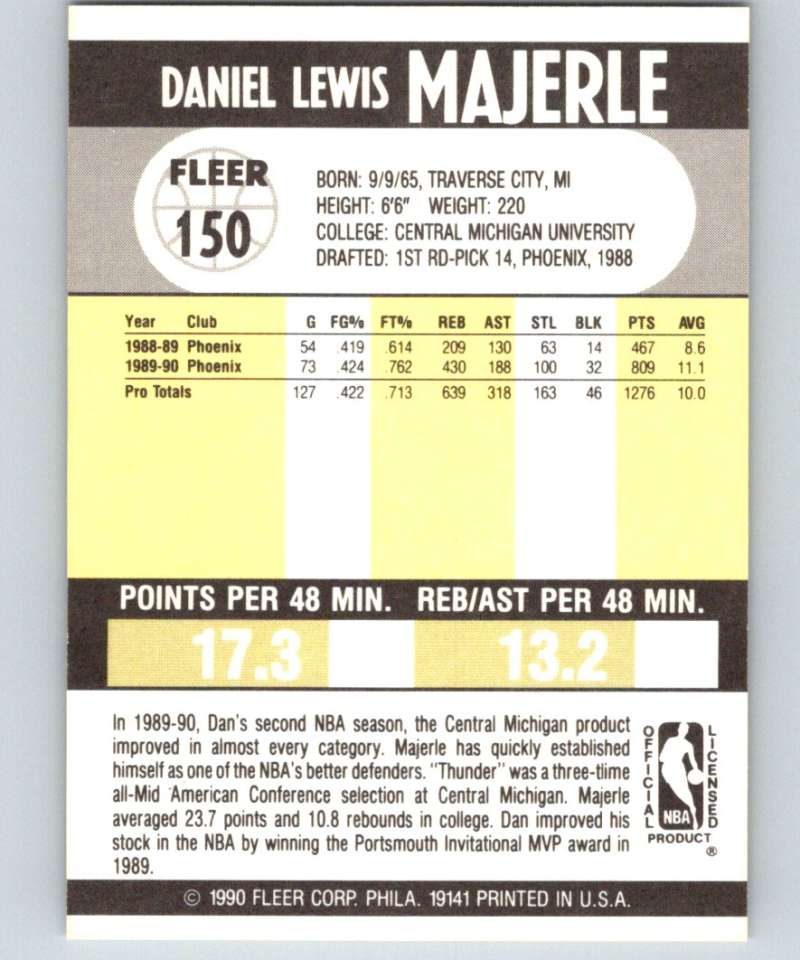 DANIEL LEWIS MAJERLE
FLEER
150
BORN: 9/9/65, TRAVERSE CITY, MI
HEIGHT: 6'6" WEIGHT: 220
COLLEGE: CENTRAL MICHIGAN UNIVERSITY
DRAFTED: 1ST RD-PICK 14, PHOENIX, 1988
Year Club G FG% FT% REB AST STL BLK PTS AVG
1988-89 Phoenix 54 .419 .614 209 130 63 14 467 8.6
1989-90 Phoenix 73 .424 .762 430 188 100 32 809 11.1
Pro Totals 127 .422 .713 639 318 163 46 1276 10.0
POINTS PER 48 MIN. REB/AST PER 48 MIN.
17.3 13.2
In 1989-90, Dan's second NBA season, the Central Michigan product
improved in almost every category. Majerle has quickly established
himself as one of the NBA's better defenders. "Thunder" was a three-time
all-Mid American Conference selection at Central Michigan. Majerle
averaged 23.7 points and 10.8 rebounds in college. Dan improved his
stock in the NBA by winning the Portsmouth Invitational MVP award in
1989.
OFFICIAL
NBA
LICENSED
PRODUCT
®
© 1990 FLEER CORP. PHILA. 19141 PRINTED IN U.S.A.